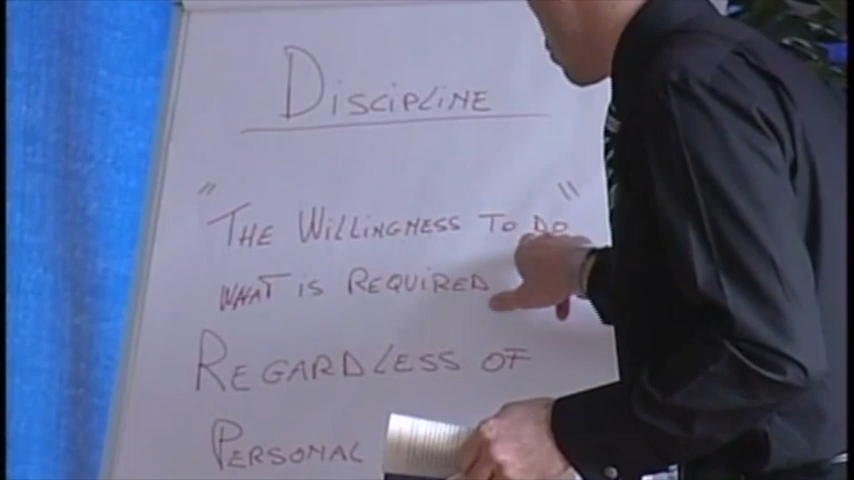 DISCIPLINE
"THE WILLINGNESS TO DO"
WHAT IS REQUIRED
REGARDLESS OF
PERSONAL